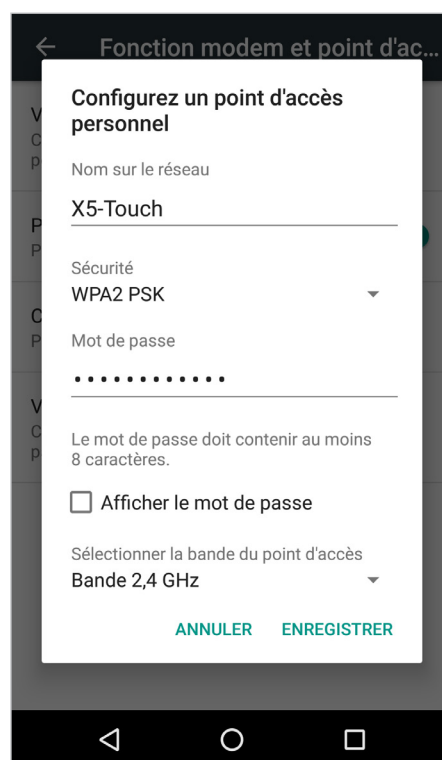 Fonction modem et point d'ac...
Configurez un point d'accès
personnel
Nom sur le réseau
X5-Touch
Sécurité
WPA2 PSK
Mot de passe
••••••••••••
Le mot de passe doit contenir au moins
8 caractères.
Afficher le mot de passe
Sélectionner la bande du point d'accès
Bande 2,4 GHz
ANNULER ENREGISTRER